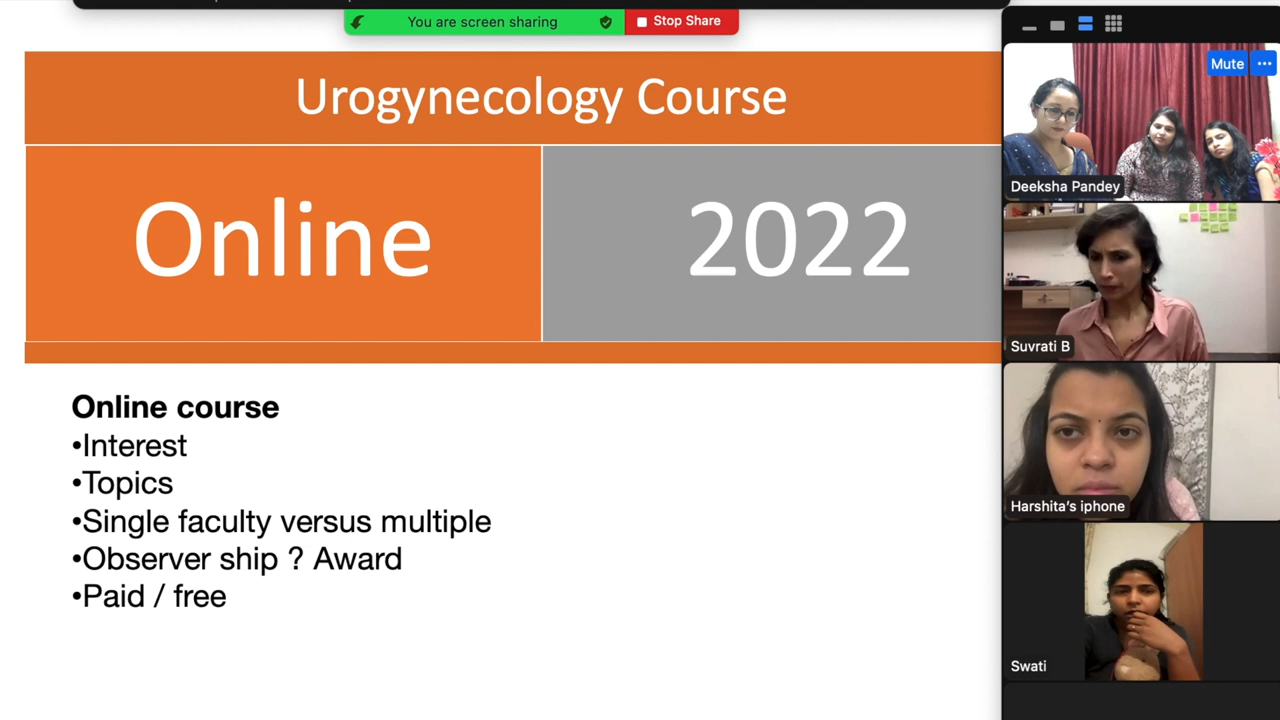 You are screen sharing
Stop Share
Urogynecology Course
Online
2022
Online course
•Interest
•Topics
•Single faculty versus multiple
•Observer ship ? Award
•Paid / free
Mute
Deeksha Pandey
Suvrati B
Harshita’s iphone
Swati